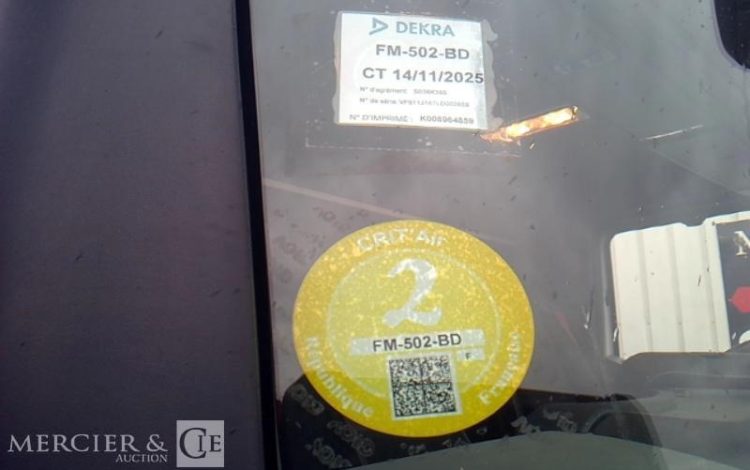 DEKRA
FM-502-BD
CT 14/11/2025
N° d'agrément
N° de série
N° D'IMPRIME : K008964859
CRIT'Air
2
FM-502-BD
F
République Française
MERCIER & CIE
AUCTION